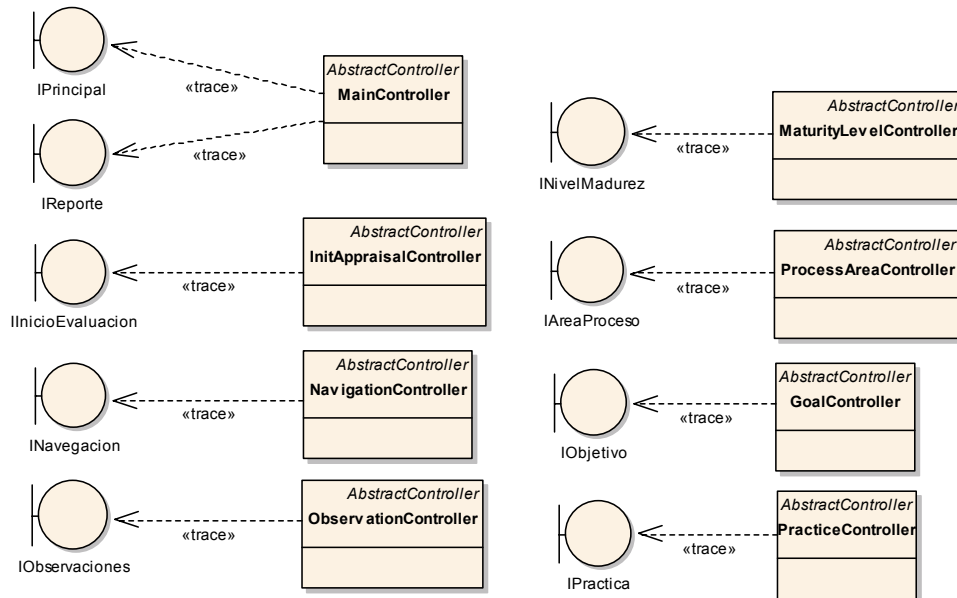 IPrincipal
«trace»
AbstractController
MainController
«trace»
IReporte
AbstractController
InitAppraisalController
«trace»
IInicioEvaluacion
AbstractController
NavigationController
«trace»
INavegacion
AbstractController
ObservationController
«trace»
IObservaciones
AbstractController
MaturityLevelController
«trace»
INivelMadurez
AbstractController
ProcessAreaController
«trace»
IAreaProceso
AbstractController
GoalController
«trace»
IObjetivo
AbstractController
PracticeController
«trace»
IPractica